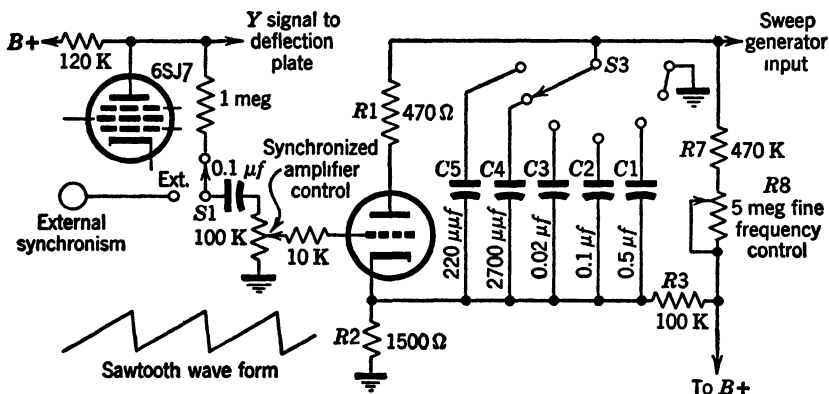 Y signal to
deflection
plate
B+
120 K
6SJ7
1 meg
Sweep
generator
input
S3
R1
470 Ω
R7
470 K
Synchronized
amplifier
control
0.1 μf
Ext.
S1
External
synchronism
100 K
10 K
C5
C4
C3
C2
C1
220 μμf
2700 μμf
0.02 μf
0.1 μf
0.5 μf
R8
5 meg fine
frequency
control
R3
100 K
R2
1500 Ω
Sawtooth wave form
To B+